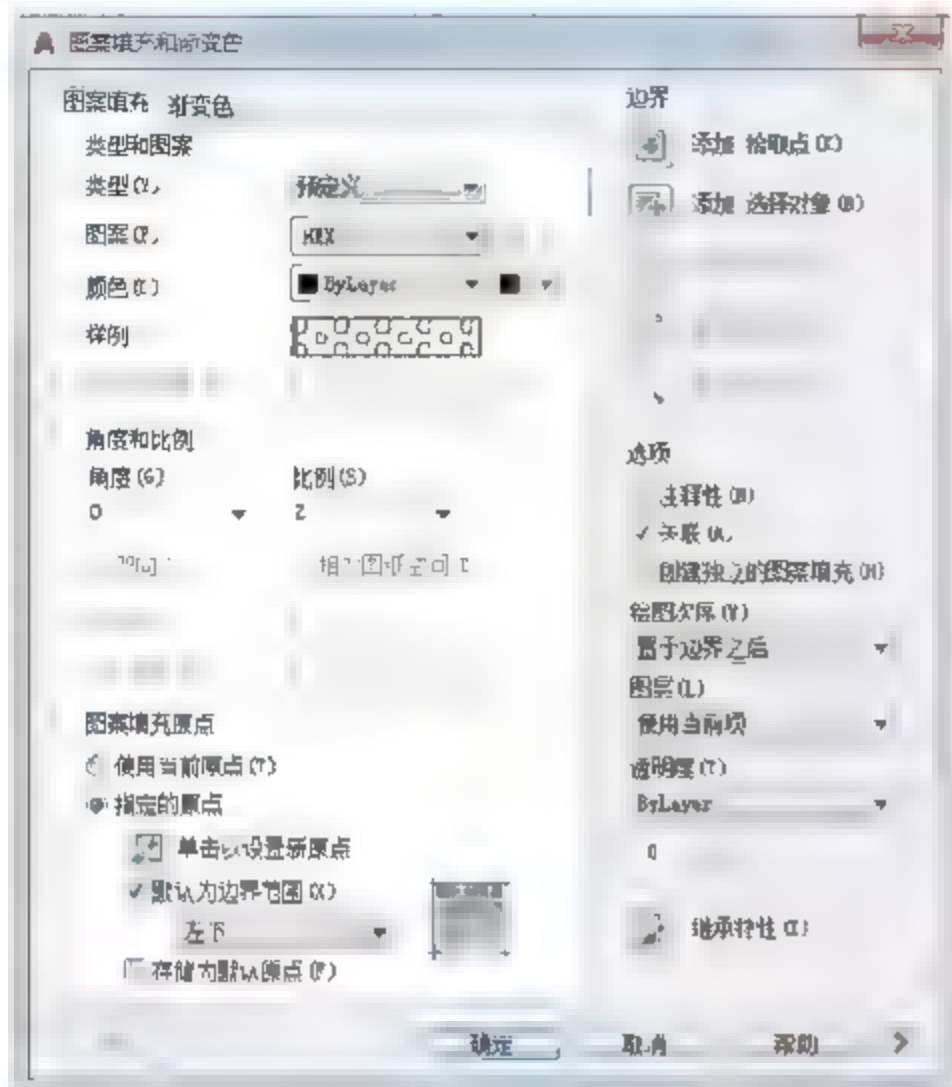 图案填充和渐变色
图案填充 渐变色
类型和图案
类型(Y)
预定义
图案(P)
HEX
颜色(C)
ByLayer
样例
角度和比例
角度(G)
比例(S)
0
2
图案填充原点
使用当前原点(T)
指定的原点
单击以设置新原点
默认为边界范围(X)
左下
存储为默认原点(F)
边界
添加 拾取点(K)
添加 选择对象(B)
选项
注释性(N)
关联(A)
创建独立的图案填充(H)
绘图次序(W)
置于边界之后
图层(L)
使用当前项
透明度(T)
ByLayer
0
继承特性(I)
确定
取消
帮助